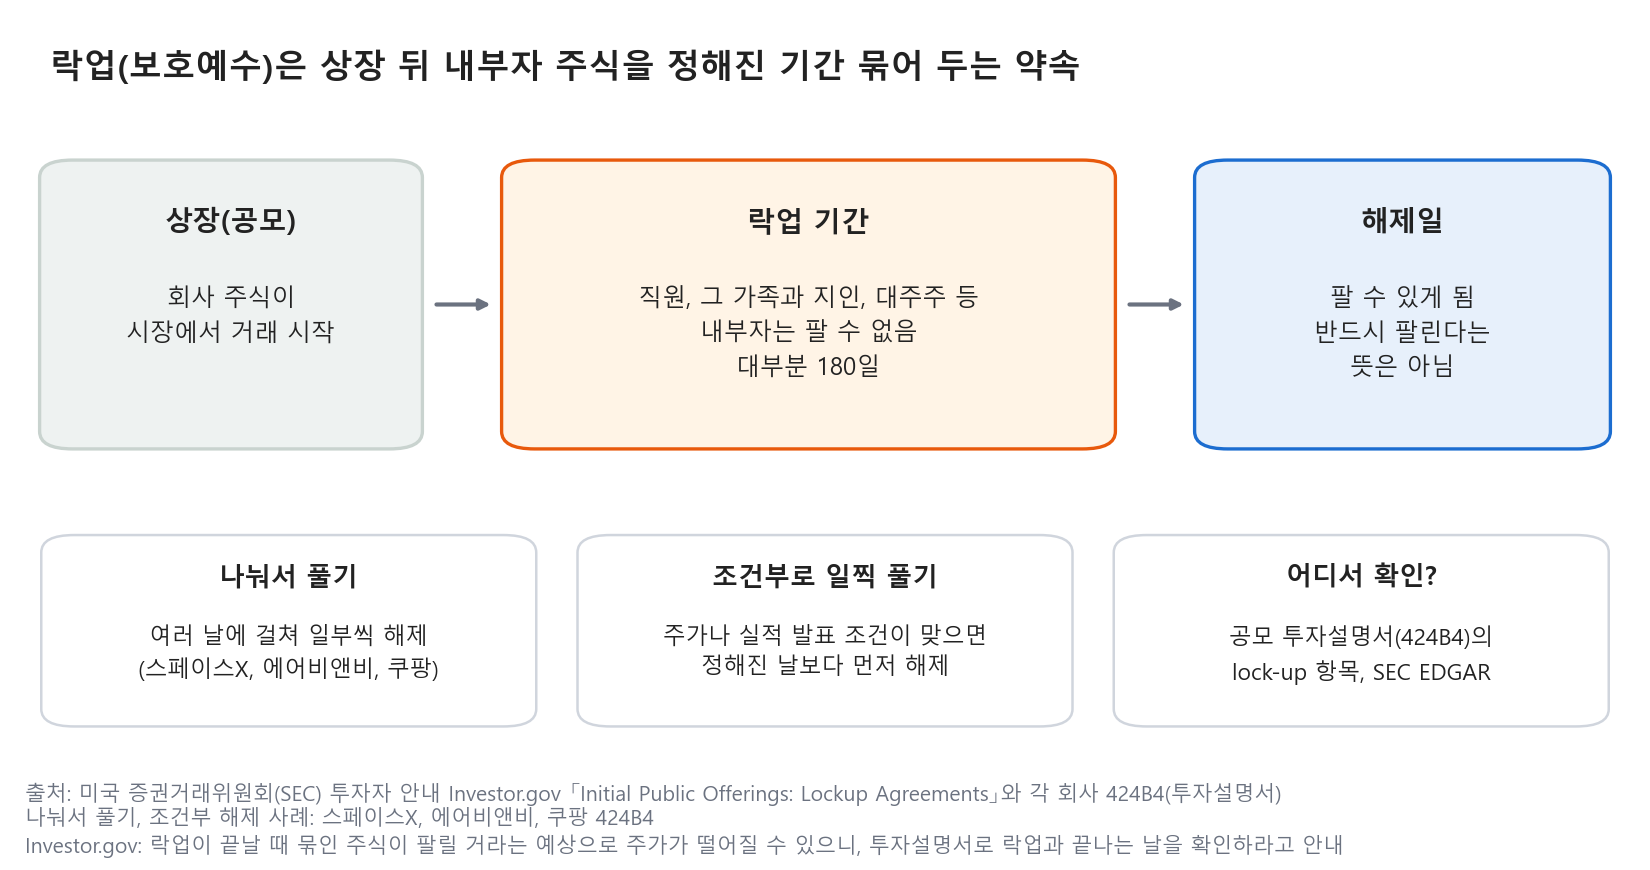 락업(보호예수)은 상장 뒤 내부자 주식을 정해진 기간 묶어 두는 약속
상장(공모)
회사 주식이
시장에서 거래 시작
락업 기간
직원, 그 가족과 지인, 대주주 등
내부자는 팔 수 없음
대부분 180일
해제일
팔 수 있게 됨
반드시 팔린다는
뜻은 아님
나눠서 풀기
여러 날에 걸쳐 일부씩 해제
(스페이스X, 에어비앤비, 쿠팡)
조건부로 일찍 풀기
주가나 실적 발표 조건이 맞으면
정해진 날보다 먼저 해제
어디서 확인?
공모 투자설명서(424B4)의
lock-up 항목, SEC EDGAR
출처: 미국 증권거래위원회(SEC) 투자자 안내 Investor.gov 「Initial Public Offerings: Lockup Agreements」와 각 회사 424B4(투자설명서)
나눠서 풀기, 조건부 해제 사례: 스페이스X, 에어비앤비, 쿠팡 424B4
Investor.gov: 락업이 끝날 때 묶인 주식이 팔릴 거라는 예상으로 주가가 떨어질 수 있으니, 투자설명서로 락업과 끝나는 날을 확인하라고 안내